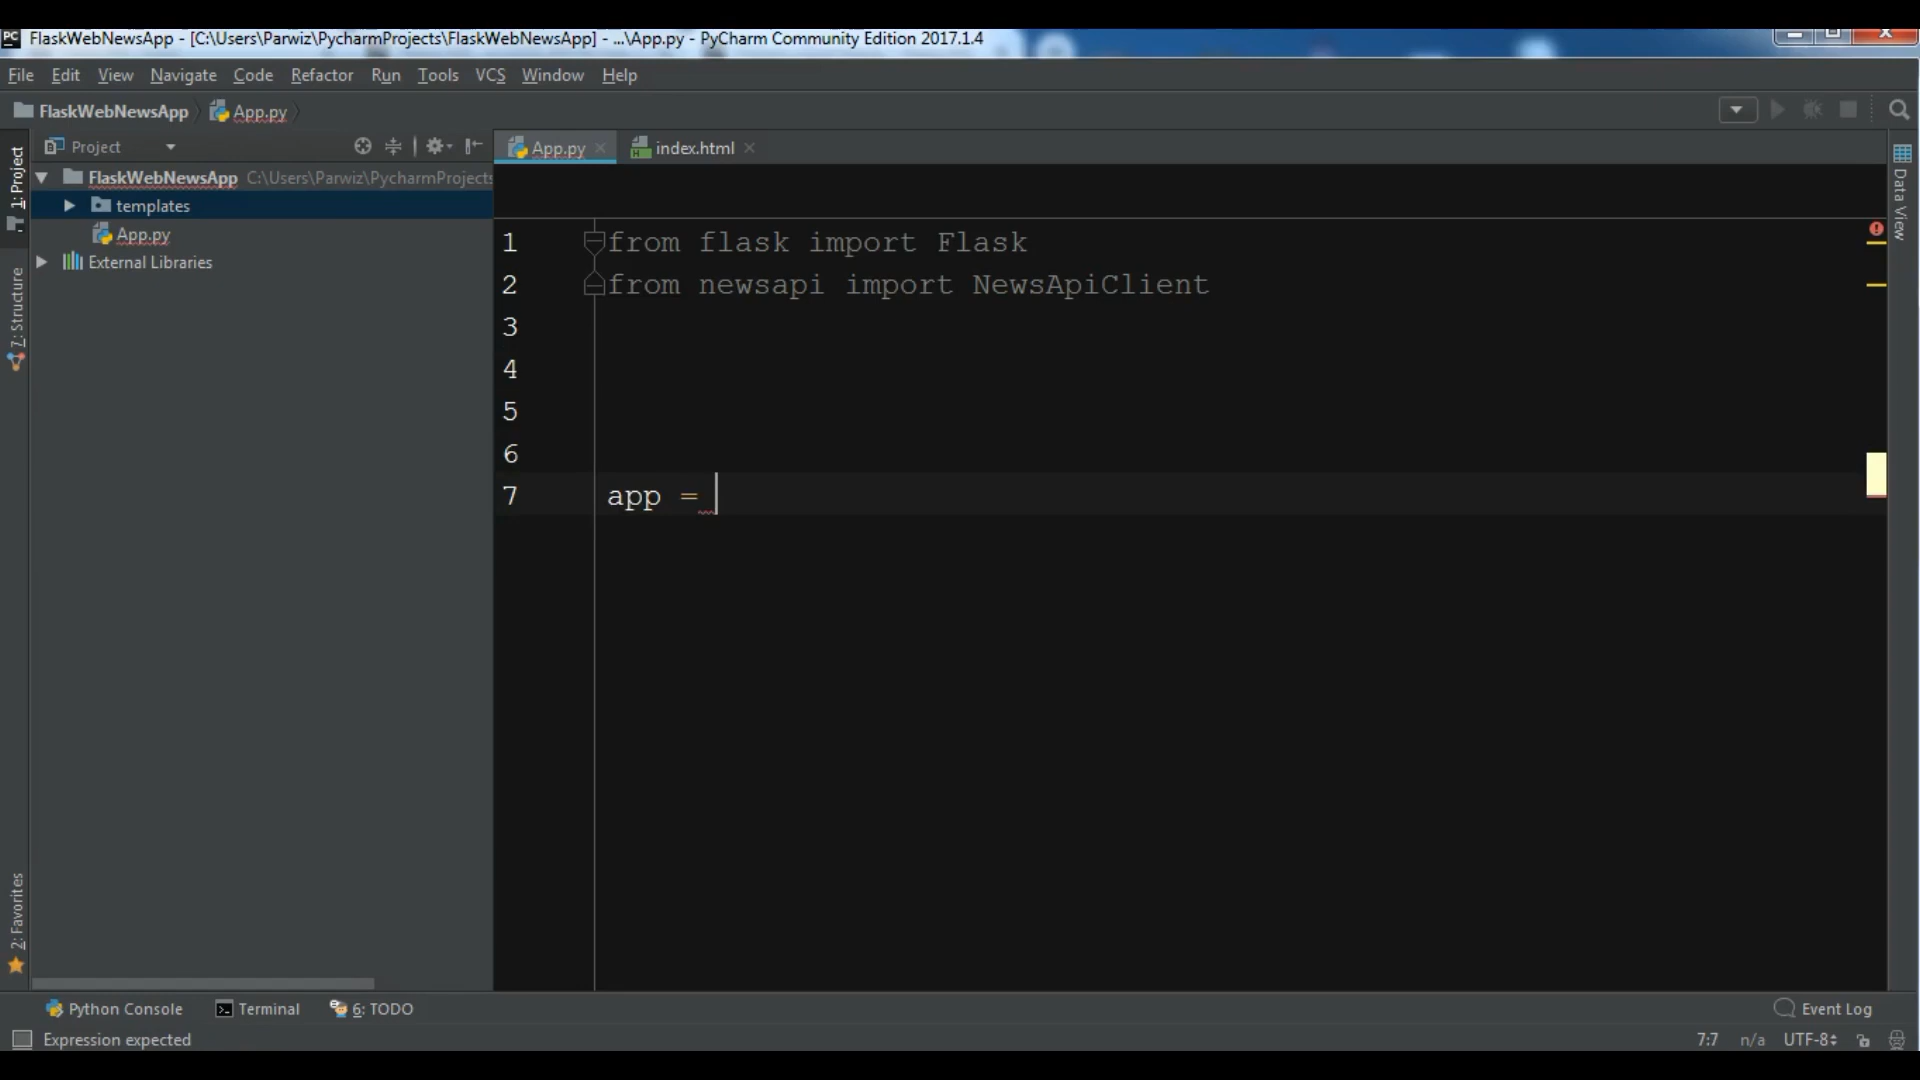 FlaskWebNewsApp - [C:\Users\Parwiz\PycharmProjects\FlaskWebNewsApp] - ...\App.py - PyCharm Community Edition 2017.1.4
File Edit View Navigate Code Refactor Run Tools VCS Window Help
FlaskWebNewsApp App.py
Project
App.py
index.html
FlaskWebNewsApp C:\Users\Parwiz\PycharmProjects
templates
App.py
External Libraries
1: Project
7: Structure
2: Favorites
Data View
1 from flask import Flask
2 from newsapi import NewsApiClient
3
4
5
6
7 app =
Python Console Terminal 6: TODO Event Log
Expression expected 7:7 n/a UTF-8